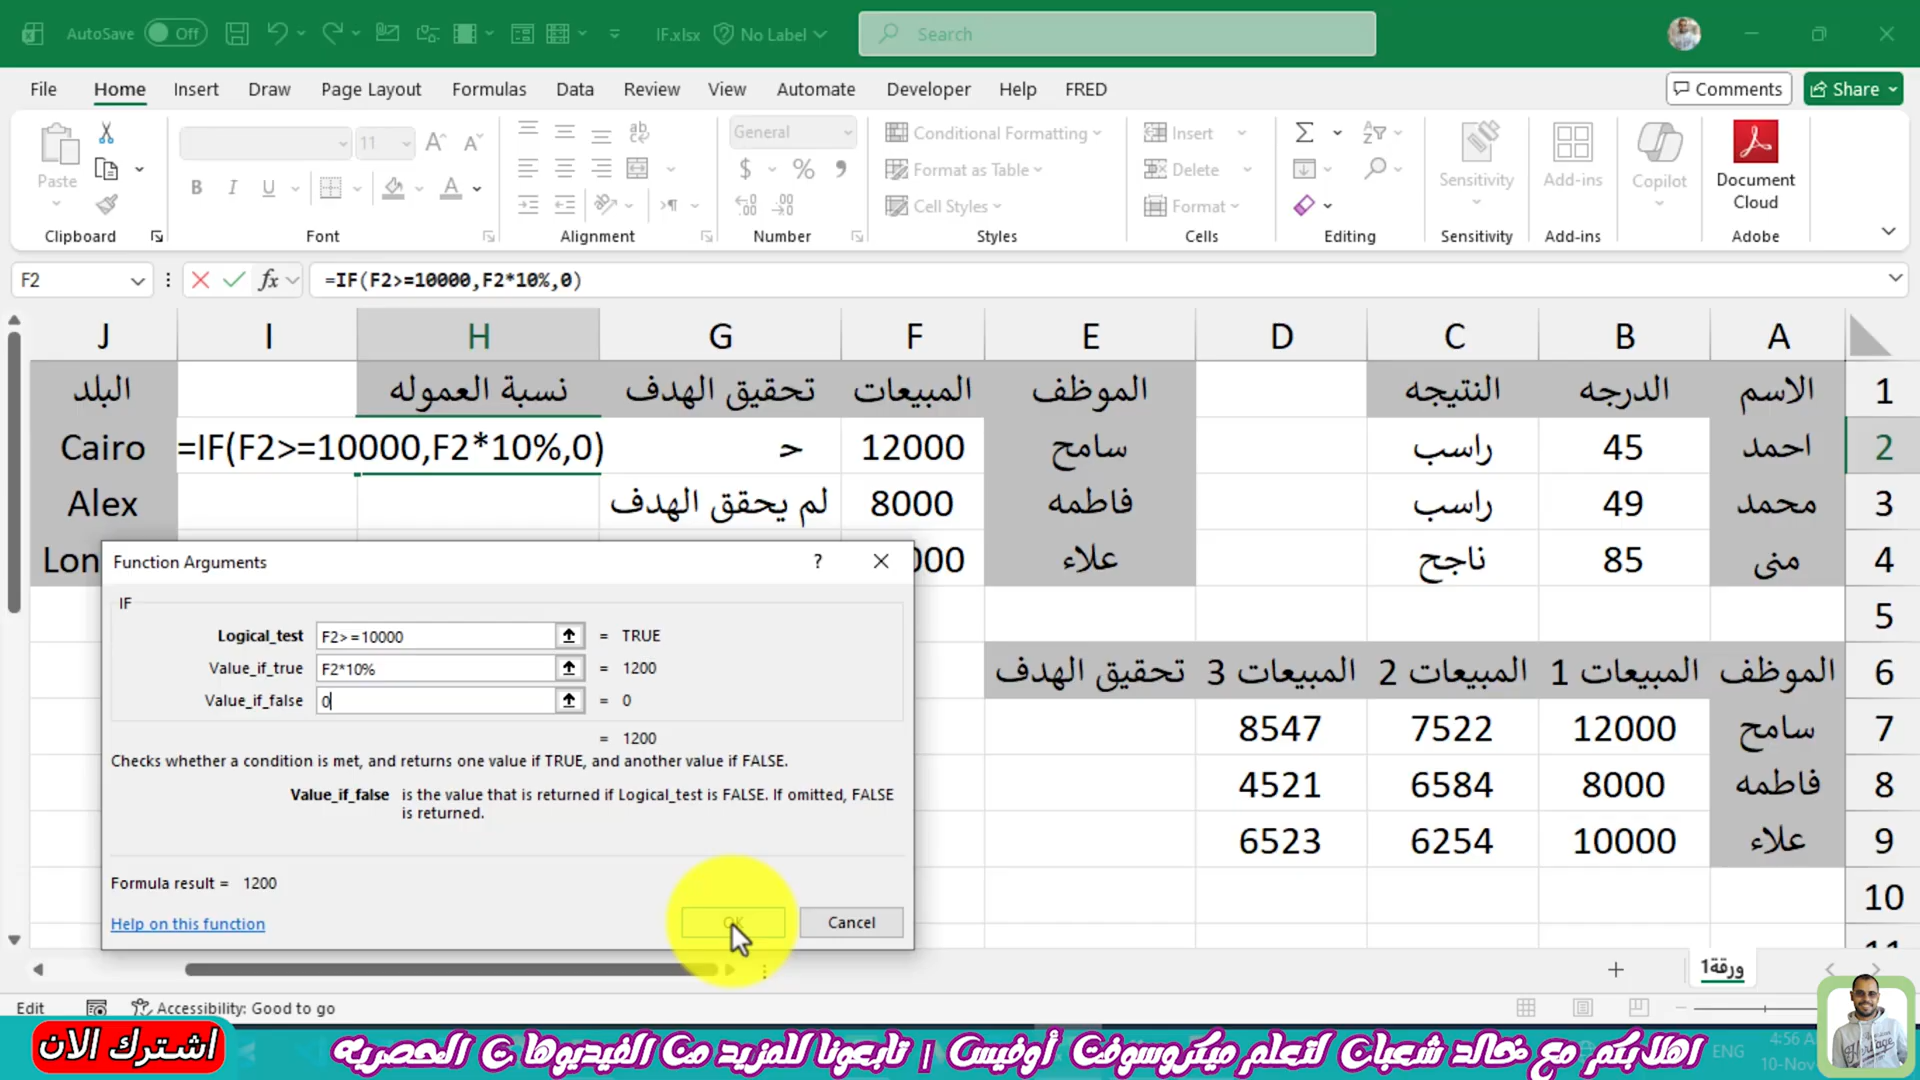 AutoSave Off IF.xlsx No Label Search
File Home Insert Draw Page Layout Formulas Data Review View Automate Developer Help FRED Comments Share
Paste 11 General Conditional Formatting Insert
Format as Table Delete
Cell Styles Format
Sensitivity Add-ins Copilot Document Cloud
Clipboard Font Alignment Number Styles Cells Editing Sensitivity Add-ins Adobe
F2 fx =IF(F2>=10000,F2*10%,0)
J I H G F E D C B A
البلد نسبة العموله تحقيق الهدف المبيعات الموظف النتيجه الدرجه الاسم 1
Cairo =IF(F2>=10000,F2*10%,0) ح 12000 سامح راسب 45 احمد 2
Alex لم يحقق الهدف 8000 فاطمه راسب 49 محمد 3
Lon 000 علاء ناجح 85 منى 4
5
تحقيق الهدف المبيعات 3 المبيعات 2 المبيعات 1 الموظف 6
8547 7522 12000 سامح 7
4521 6584 8000 فاطمه 8
6523 6254 10000 علاء 9
10
11
Function Arguments ?
IF
Logical_test F2>=10000 = TRUE
Value_if_true F2*10% = 1200
Value_if_false 0 = 0
= 1200
Checks whether a condition is met, and returns one value if TRUE, and another value if FALSE.
Value_if_false is the value that is returned if Logical_test is FALSE. If omitted, FALSE
is returned.
Formula result = 1200
Help on this function OK Cancel
ورقة1
Edit Accessibility: Good to go
اشترك الان
اهلا بكم مع خالد شعبان لتعلم ميكروسوفت أوفيس | تابعونا للمزيد من الفيديوهات الحصريه
ENG 4:56 A
10-Nov